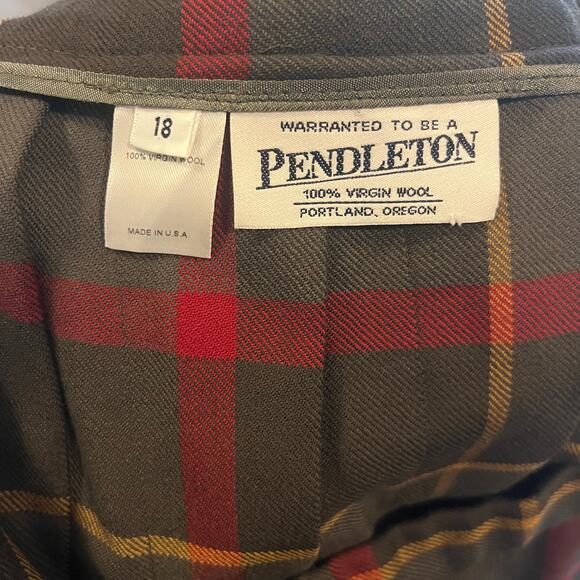 18
100% VIRGIN WOOL
MADE IN U.S.A
WARRANTED TO BE A
PENDLETON
100% VIRGIN WOOL
PORTLAND, OREGON